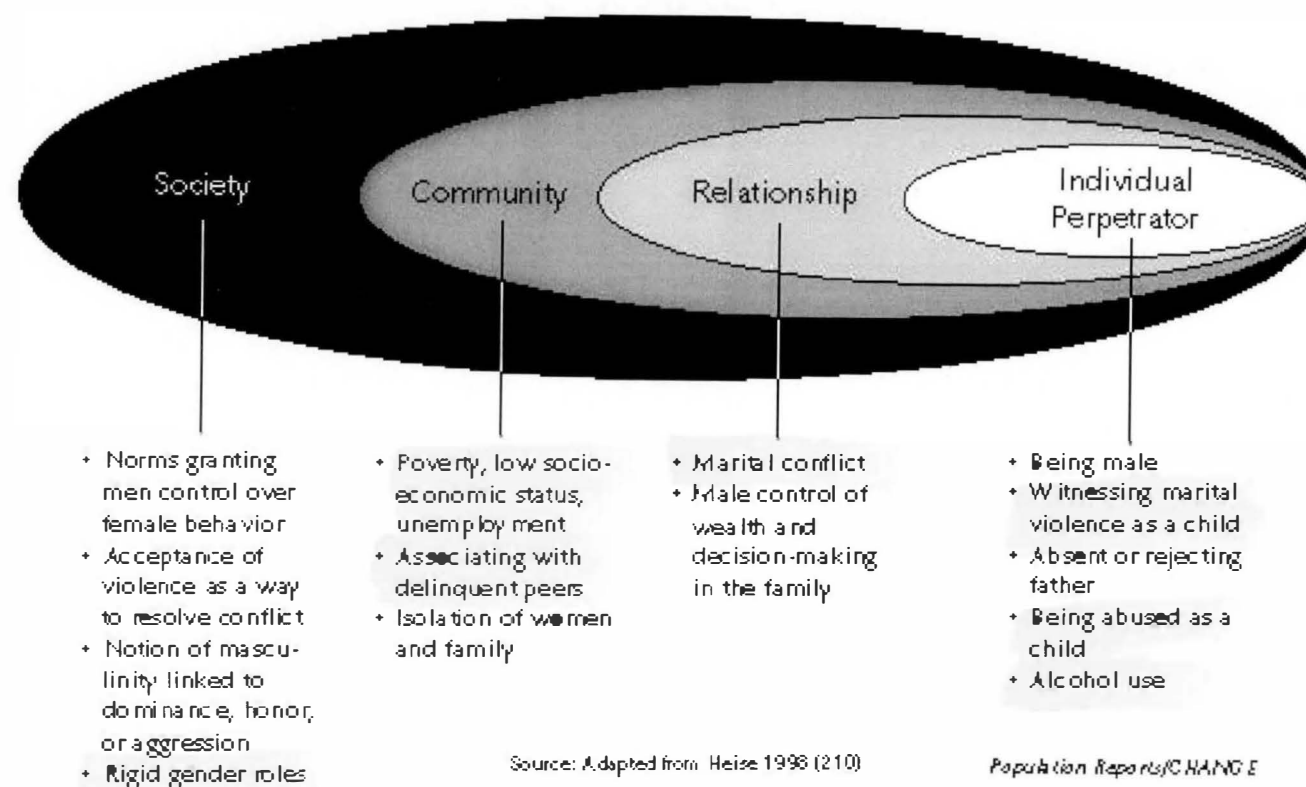 Society
Community
Relationship
Individual
Perpetrator
• Norms granting
men control over
female behavior
• Acceptance of
violence as a way
to resolve conflict
• Notion of mascu-
linity linked to
dominance, honor,
or aggression
• Rigid gender roles
• Poverty, low socio-
economic status,
unemployment
• Associating with
delinquent peers
• Isolation of women
and family
• Marital conflict
• Male control of
wealth and
decision-making
in the family
• Being male
• Witnessing marital
violence as a child
• Absent or rejecting
father
• Being abused as a
child
• Alcohol use
Source: Adapted from Heise 1998 (210)
Population Reports/CHANGE